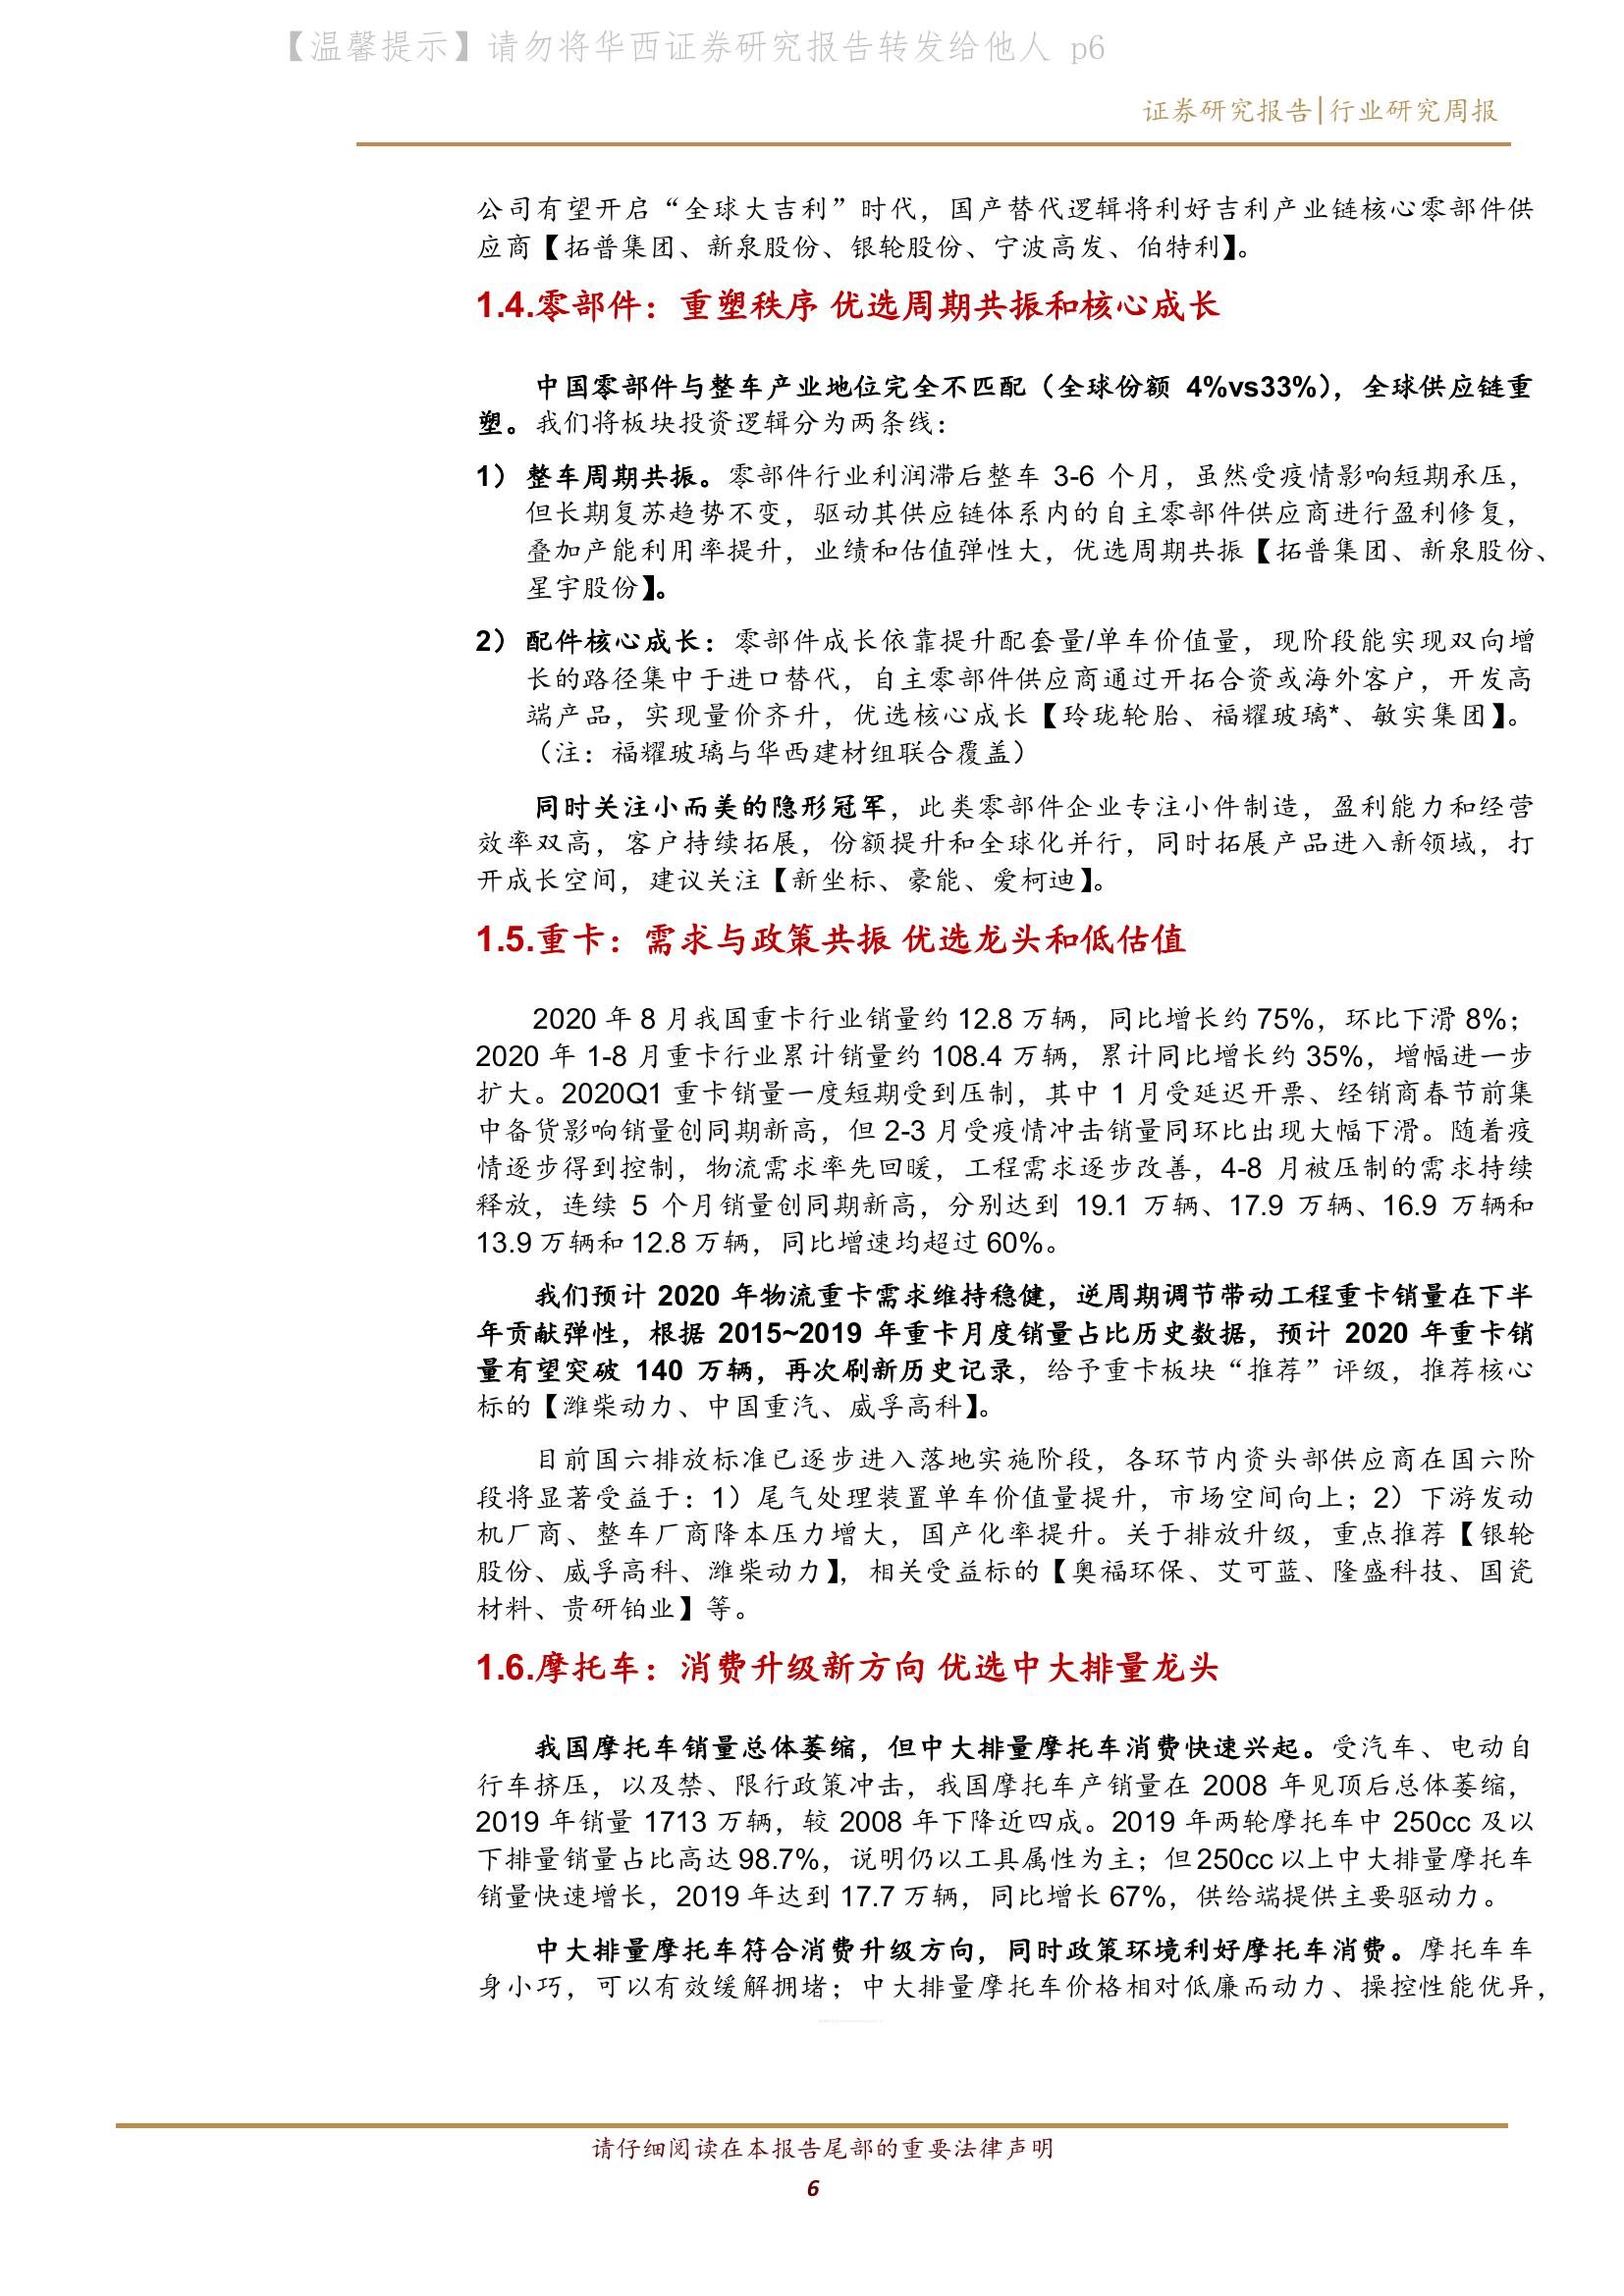 【温馨提示】请勿将华西证券研究报告转发给他人 p6
证券研究报告|行业研究周报
公司有望开启“全球大吉利”时代，国产替代逻辑将利好吉利产业链核心零部件供
应商【拓普集团、新泉股份、银轮股份、宁波高发、伯特利】。
1.4.零部件：重塑秩序 优选周期共振和核心成长
中国零部件与整车产业地位完全不匹配（全球份额 4%vs33%），全球供应链重
塑。我们将板块投资逻辑分为两条线：
1） 整车周期共振。零部件行业利润滞后整车 3-6 个月，虽然受疫情影响短期承压，
但长期复苏趋势不变，驱动其供应链体系内的自主零部件供应商进行盈利修复，
叠加产能利用率提升，业绩和估值弹性大，优选周期共振【拓普集团、新泉股份、
星宇股份】。
2） 配件核心成长：零部件成长依靠提升配套量/单车价值量，现阶段能实现双向增
长的路径集中于进口替代，自主零部件供应商通过开拓合资或海外客户，开发高
端产品，实现量价齐升，优选核心成长【玲珑轮胎、福耀玻璃*、敏实集团】。
（注：福耀玻璃与华西建材组联合覆盖）
同时关注小而美的隐形冠军，此类零部件企业专注小件制造，盈利能力和经营
效率双高，客户持续拓展，份额提升和全球化并行，同时拓展产品进入新领域，打
开成长空间，建议关注【新坐标、豪能、爱柯迪】。
1.5.重卡：需求与政策共振 优选龙头和低估值
2020 年 8 月我国重卡行业销量约 12.8 万辆，同比增长约 75%，环比下滑 8%；
2020 年 1-8 月重卡行业累计销量约 108.4 万辆，累计同比增长约 35%，增幅进一步
扩大。2020Q1 重卡销量一度短期受到压制，其中 1 月受延迟开票、经销商春节前集
中备货影响销量创同期新高，但 2-3 月受疫情冲击销量同环比出现大幅下滑。随着疫
情逐步得到控制，物流需求率先回暖，工程需求逐步改善，4-8 月被压制的需求持续
释放，连续 5 个月销量创同期新高，分别达到 19.1 万辆、17.9 万辆、16.9 万辆和
13.9 万辆和 12.8 万辆，同比增速均超过 60%。
我们预计 2020 年物流重卡需求维持稳健，逆周期调节带动工程重卡销量在下半
年贡献弹性，根据 2015~2019 年重卡月度销量占比历史数据，预计 2020 年重卡销
量有望突破 140 万辆，再次刷新历史记录，给予重卡板块“推荐”评级，推荐核心
标的【潍柴动力、中国重汽、威孚高科】。
目前国六排放标准已逐步进入落地实施阶段，各环节内资头部供应商在国六阶
段将显著受益于：1）尾气处理装置单车价值量提升，市场空间向上；2）下游发动
机厂商、整车厂商降本压力增大，国产化率提升。关于排放升级，重点推荐【银轮
股份、威孚高科、潍柴动力】，相关受益标的【奥福环保、艾可蓝、隆盛科技、国瓷
材料、贵研铂业】等。
1.6.摩托车：消费升级新方向 优选中大排量龙头
我国摩托车销量总体萎缩，但中大排量摩托车消费快速兴起。受汽车、电动自
行车挤压，以及禁、限行政策冲击，我国摩托车产销量在 2008 年见顶后总体萎缩，
2019 年销量 1713 万辆，较 2008 年下降近四成。2019 年两轮摩托车中 250cc 及以
下排量销量占比高达 98.7%，说明仍以工具属性为主；但 250cc 以上中大排量摩托车
销量快速增长，2019 年达到 17.7 万辆，同比增长 67%，供给端提供主要驱动力。
中大排量摩托车符合消费升级方向，同时政策环境利好摩托车消费。摩托车车
身小巧，可以有效缓解拥堵；中大排量摩托车价格相对低廉而动力、操控性能优异，
请仔细阅读在本报告尾部的重要法律声明
6